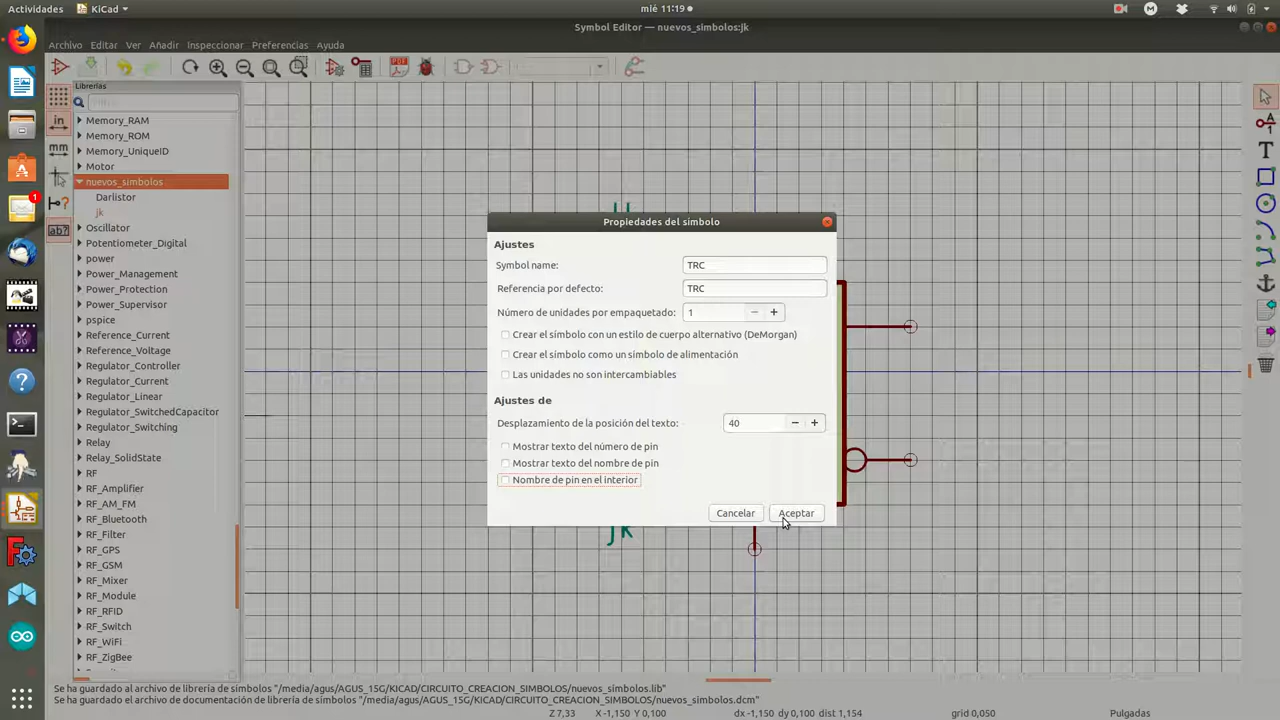 Actividades KiCad mié 11:19
Symbol Editor — nuevos_simbolos:jk
Archivo Editar Ver Añadir Inspeccionar Preferencias Ayuda
Librerías
Memory_RAM
Memory_ROM
Memory_UniqueID
Motor
nuevos_simbolos
Darlistor
jk
Oscillator
Potentiometer_Digital
power
Power_Management
Power_Protection
Power_Supervisor
pspice
Reference_Current
Reference_Voltage
Regulator_Controller
Regulator_Current
Regulator_Linear
Regulator_SwitchedCapacitor
Regulator_Switching
Relay
Relay_SolidState
RF
RF_Amplifier
RF_AM_FM
RF_Bluetooth
RF_Filter
RF_GPS
RF_GSM
RF_Mixer
RF_Module
RF_RFID
RF_Switch
RF_WiFi
RF_ZigBee
in
mm
ab?
PDF
1
Propiedades del símbolo
Ajustes
Symbol name: TRC
Referencia por defecto: TRC
Número de unidades por empaquetado: 1 − +
Crear el símbolo con un estilo de cuerpo alternativo (DeMorgan)
Crear el símbolo como un símbolo de alimentación
Las unidades no son intercambiables
Ajustes de
Desplazamiento de la posición del texto: 40 − +
Mostrar texto del número de pin
Mostrar texto del nombre de pin
Nombre de pin en el interior
Cancelar Aceptar
jk
Se ha guardado al archivo de librería de símbolos "/media/agus/AGUS_15G/KICAD/CIRCUITO_CREACION_SIMBOLOS/nuevos_simbolos.lib"
Se ha guardado el archivo de documentación de librería de símbolos "/media/agus/AGUS_15G/KICAD/CIRCUITO_CREACION_SIMBOLOS/nuevos_simbolos.dcm"
Z 7,33 X -1,150 Y 0,100 dx -1,150 dy 0,100 dist 1,154 grid 0,050 Pulgadas